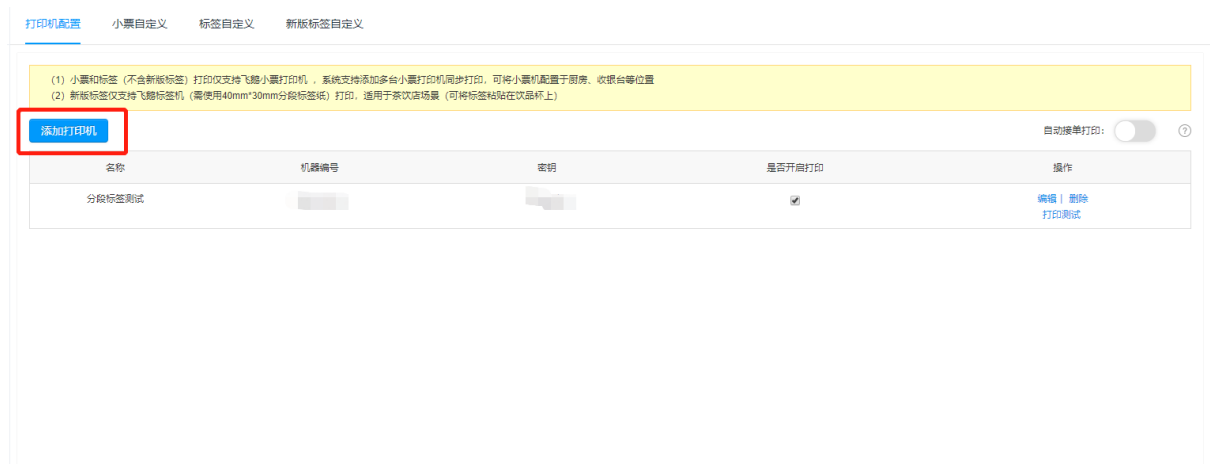 打印机配置 小票自定义 标签自定义 新版标签自定义
（1）小票和标签（不含新版标签）打印仅支持飞鹅小票打印机 ，系统支持添加多台小票打印机同步打印，可将小票机配置于厨房、收银台等位置
（2）新版标签仅支持飞鹅标签机（需使用40mm*30mm分段标签纸）打印，适用于茶饮店场景（可将标签粘贴在饮品杯上）
添加打印机 自动接单打印： ?
名称 机器编号 密钥 是否开启打印 操作
分段标签测试 编辑 | 删除
打印测试